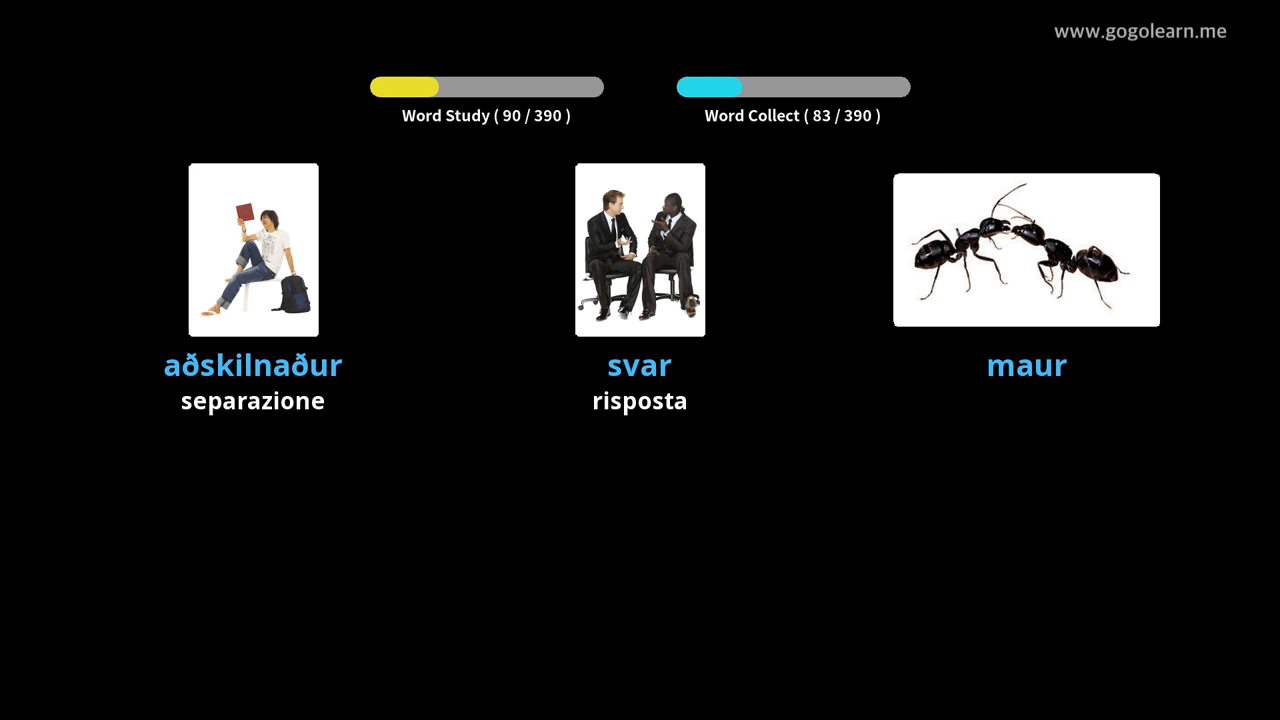 www.gogolearn.me
Word Study ( 90 / 390 )
Word Collect ( 83 / 390 )
aðskilnaður
separazione
svar
risposta
maur